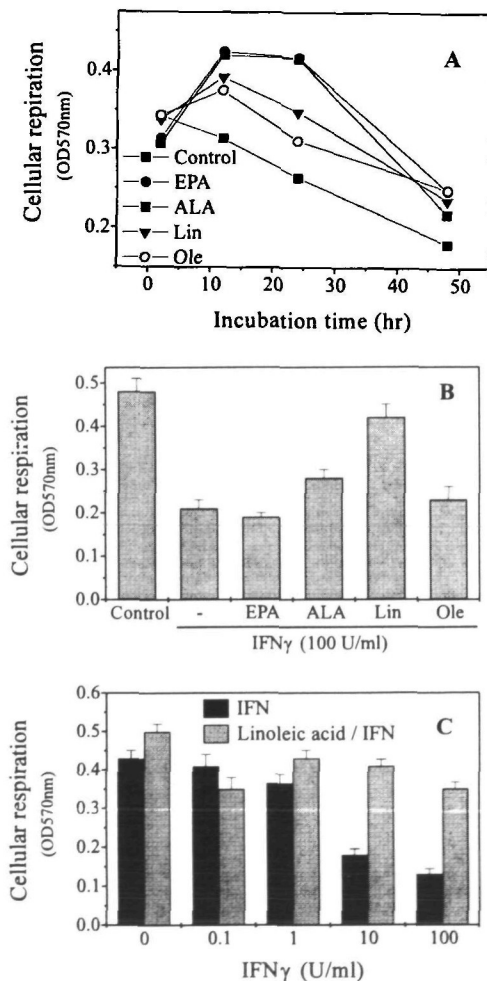 A
Cellular repiration
(OD570nm)
0.4
0.3
0.2
Control
EPA
ALA
Lin
Ole
0 10 20 30 40 50
Incubation time (hr)
B
Cellular respiration
(OD570nm)
0.5
0.4
0.3
0.2
0.1
0.0
Control - EPA ALA Lin Ole
IFNγ (100 U/ml)
C
Cellular respiration
(OD570nm)
0.6
0.5
0.4
0.3
0.2
0.1
0.0
IFN
Linoleic acid / IFN
0 0.1 1 10 100
IFNγ (U/ml)